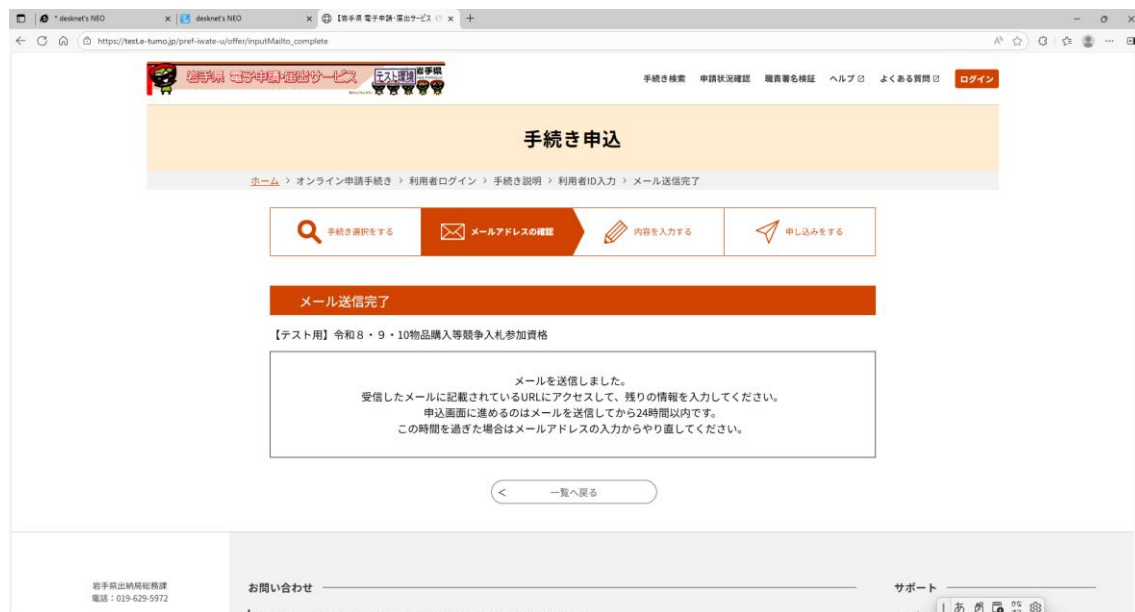 desknet's NEO
desknet's NEO
【岩手県 電子申請・届出サービス
https://test.e-tumo.jp/pref-iwate-u/offer/inputMailto_complete
岩手県 電子申請・届出サービス テスト環境 岩手県
手続き検索 申請状況確認 職責署名検証 ヘルプ よくある質問 ログイン
手続き申込
ホーム > オンライン申請手続き > 利用者ログイン > 手続き説明 > 利用者ID入力 > メール送信完了
手続き選択をする
メールアドレスの確認
内容を入力する
申し込みをする
メール送信完了
【テスト用】令和8・9・10物品購入等競争入札参加資格
メールを送信しました。
受信したメールに記載されているURLにアクセスして、残りの情報を入力してください。
申込画面に進めるのはメールを送信してから24時間以内です。
この時間を過ぎた場合はメールアドレスの入力からやり直してください。
< 一覧へ戻る
岩手県出納局総務課
電話:019-629-5972
お問い合わせ
サポート
あ